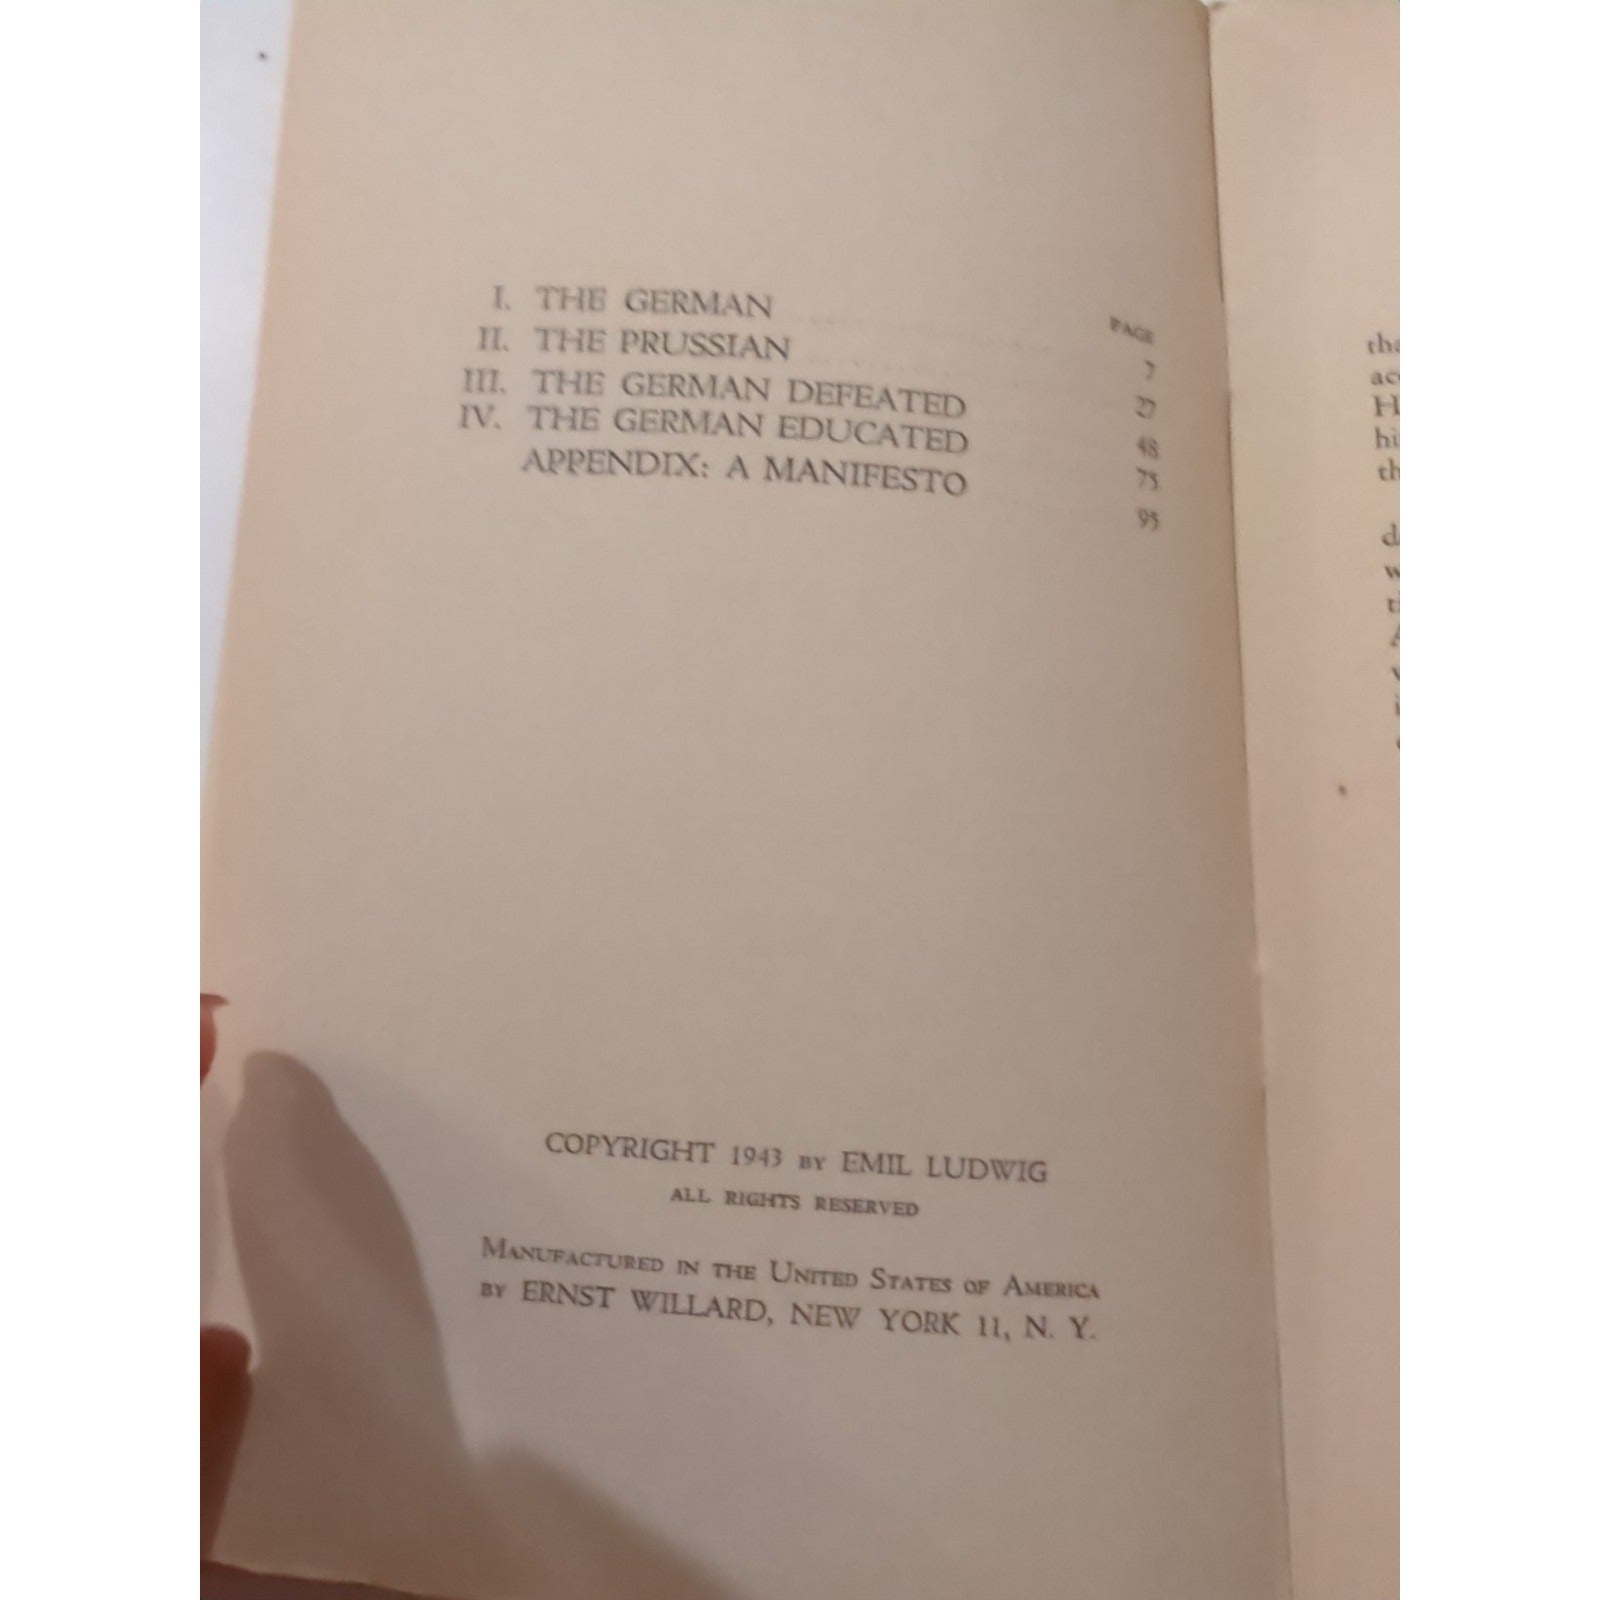 PAGE
I. THE GERMAN 7
II. THE PRUSSIAN 27
III. THE GERMAN DEFEATED 48
IV. THE GERMAN EDUCATED 75
APPENDIX: A MANIFESTO 95
COPYRIGHT 1943 BY EMIL LUDWIG
ALL RIGHTS RESERVED
MANUFACTURED IN THE UNITED STATES OF AMERICA
BY ERNST WILLARD, NEW YORK 11, N. Y.